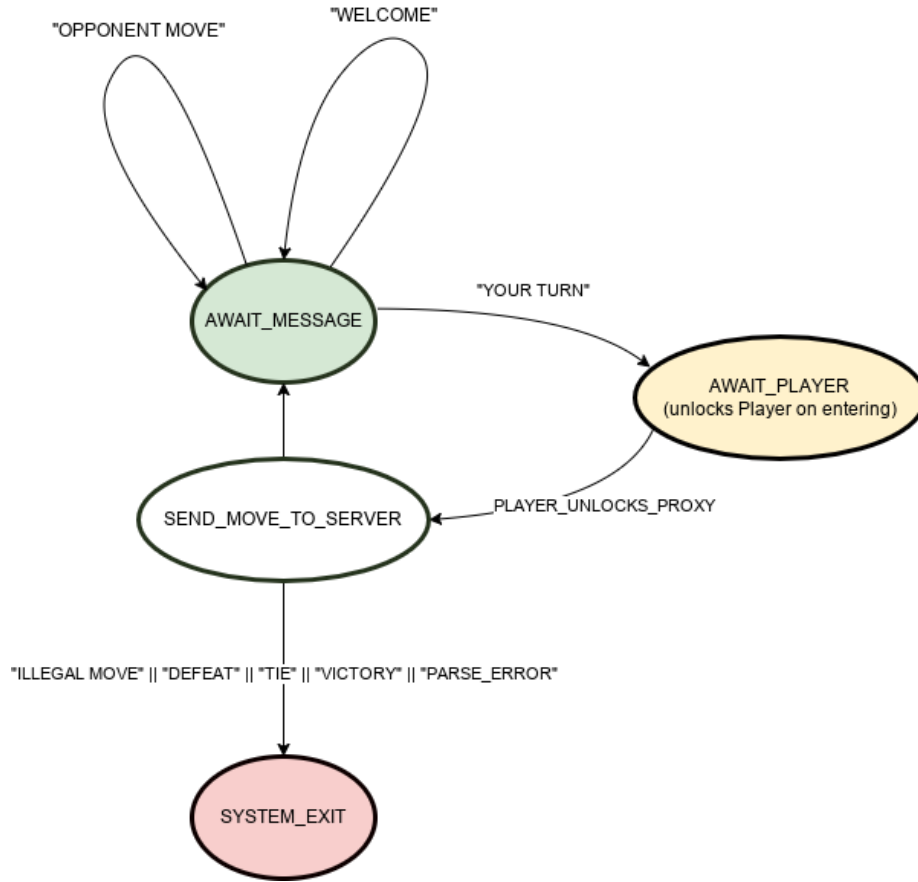 "WELCOME"
"OPPONENT MOVE"
"YOUR TURN"
AWAIT_MESSAGE
AWAIT_PLAYER
(unlocks Player on entering)
PLAYER_UNLOCKS_PROXY
SEND_MOVE_TO_SERVER
"ILLEGAL MOVE" || "DEFEAT" || "TIE" || "VICTORY" || "PARSE_ERROR"
SYSTEM_EXIT